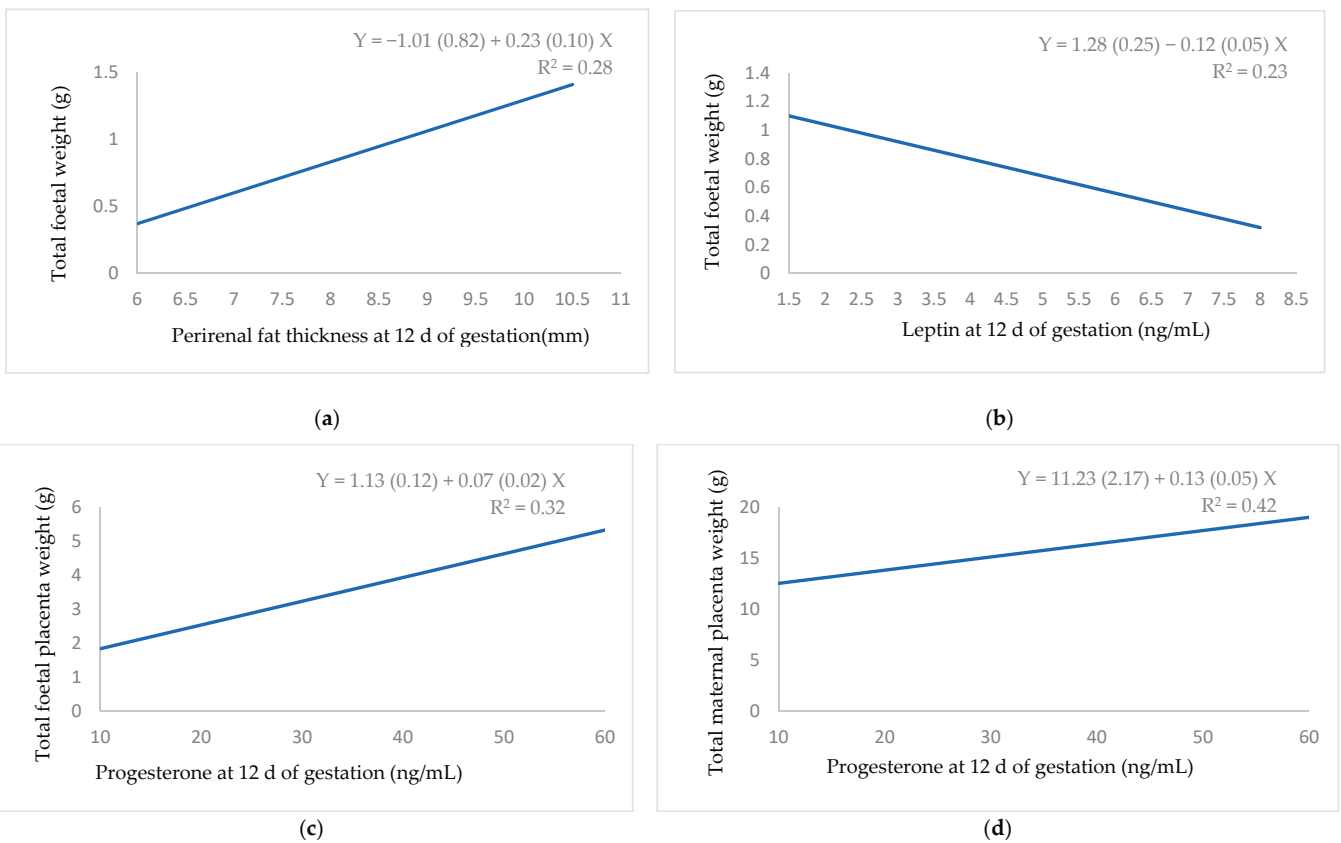 Y = −1.01 (0.82) + 0.23 (0.10) X
R² = 0.28
Total foetal weight (g)
1.5
1
0.5
0
6 6.5 7 7.5 8 8.5 9 9.5 10 10.5 11
Perirenal fat thickness at 12 d of gestation(mm)
(a)
Y = 1.28 (0.25) − 0.12 (0.05) X
R² = 0.23
Total foetal weight (g)
1.4
1.2
1
0.8
0.6
0.4
0.2
0
1.5 2 2.5 3 3.5 4 4.5 5 5.5 6 6.5 7 7.5 8 8.5
Leptin at 12 d of gestation (ng/mL)
(b)
Y = 1.13 (0.12) + 0.07 (0.02) X
R² = 0.32
Total foetal placenta weight (g)
6
5
4
3
2
1
0
10 20 30 40 50 60
Progesterone at 12 d of gestation (ng/mL)
(c)
Y = 11.23 (2.17) + 0.13 (0.05) X
R² = 0.42
Total maternal placenta weight (g)
20
15
10
5
0
10 20 30 40 50 60
Progesterone at 12 d of gestation (ng/mL)
(d)